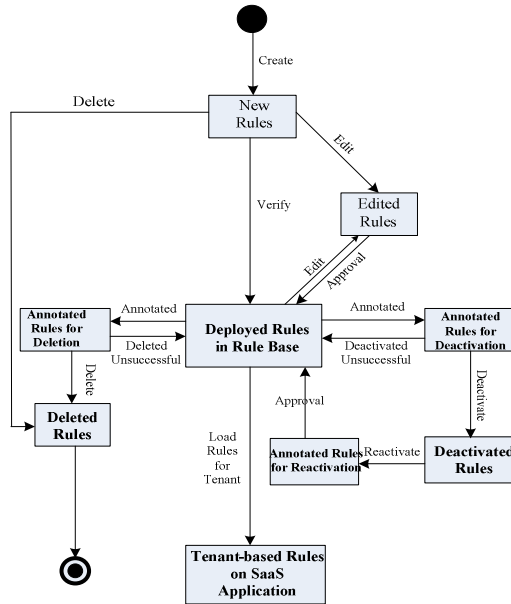 Create
Delete
New
Rules
Edit
Verify
Edited
Rules
Edit
Approval
Annotated
Rules for
Deletion
Annotated
Deleted
Unsuccessful
Deployed Rules
in Rule Base
Annotated
Deactivated
Unsuccessful
Annotated
Rules for
Deactivation
Delete
Deactivate
Deleted
Rules
Approval
Load
Rules
for
Tenant
Annotated Rules
for Reactivation
Reactivate
Deactivated
Rules
Tenant-based Rules
on SaaS
Application